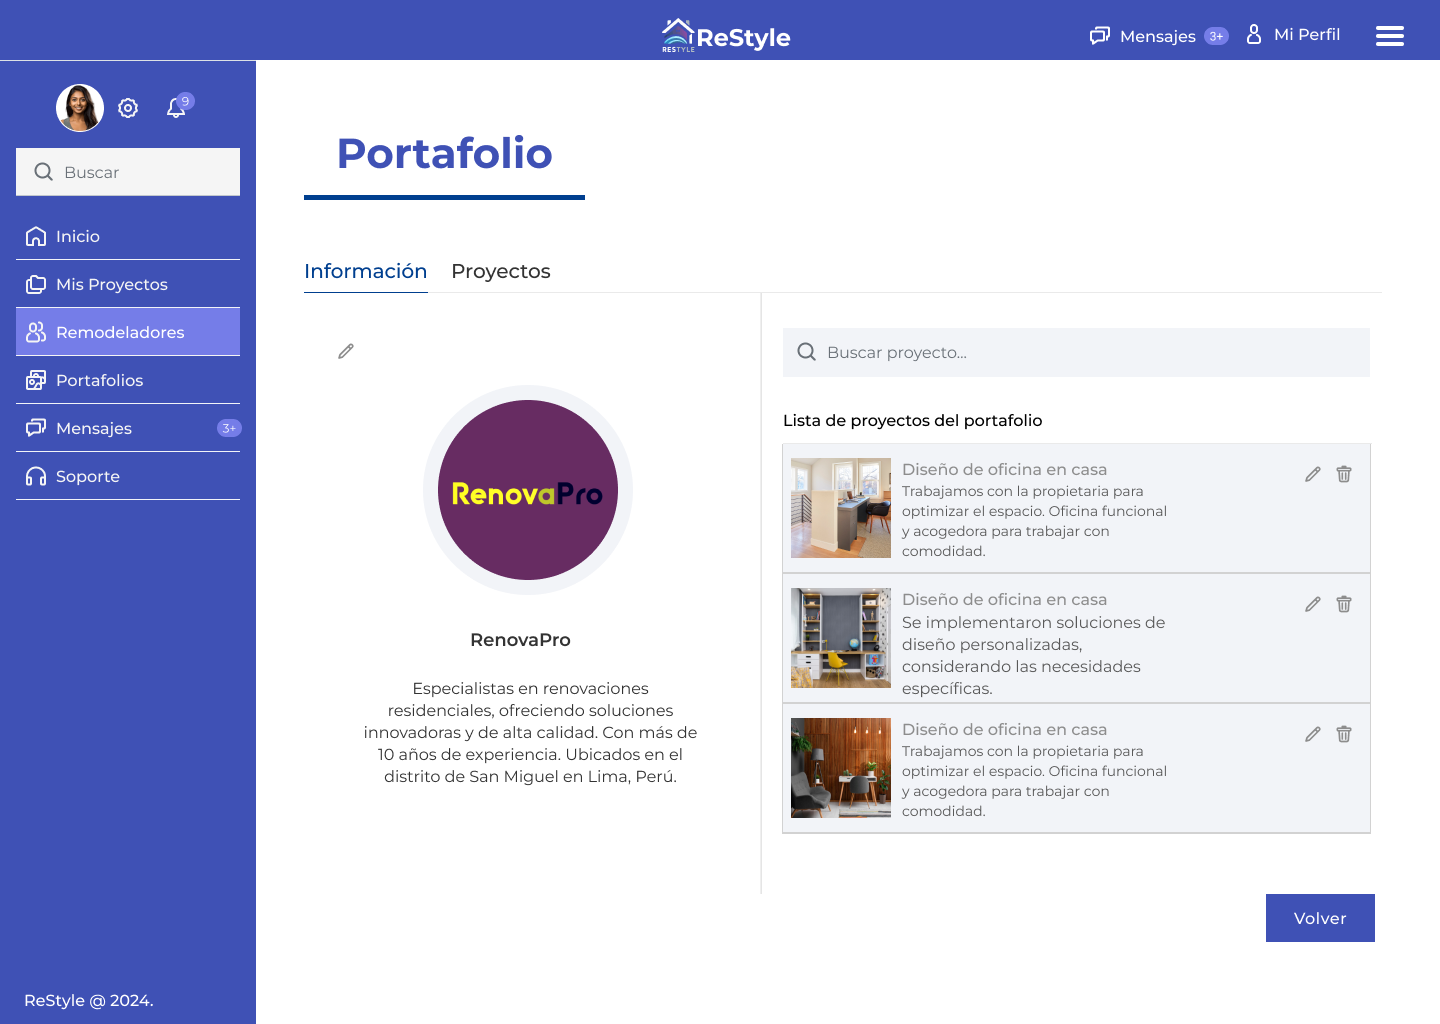 RESTYLE
ReStyle
Mensajes 3+
Mi Perfil
9
Buscar
Inicio
Mis Proyectos
Remodeladores
Portafolios
Mensajes 3+
Soporte
ReStyle @ 2024.
Portafolio
Información Proyectos
RenovaPro
RenovaPro
Especialistas en renovaciones
residenciales, ofreciendo soluciones
innovadoras y de alta calidad. Con más de
10 años de experiencia. Ubicados en el
distrito de San Miguel en Lima, Perú.
Buscar proyecto...
Lista de proyectos del portafolio
Diseño de oficina en casa
Trabajamos con la propietaria para
optimizar el espacio. Oficina funcional
y acogedora para trabajar con
comodidad.
Diseño de oficina en casa
Se implementaron soluciones de
diseño personalizadas,
considerando las necesidades
específicas.
Diseño de oficina en casa
Trabajamos con la propietaria para
optimizar el espacio. Oficina funcional
y acogedora para trabajar con
comodidad.
Volver